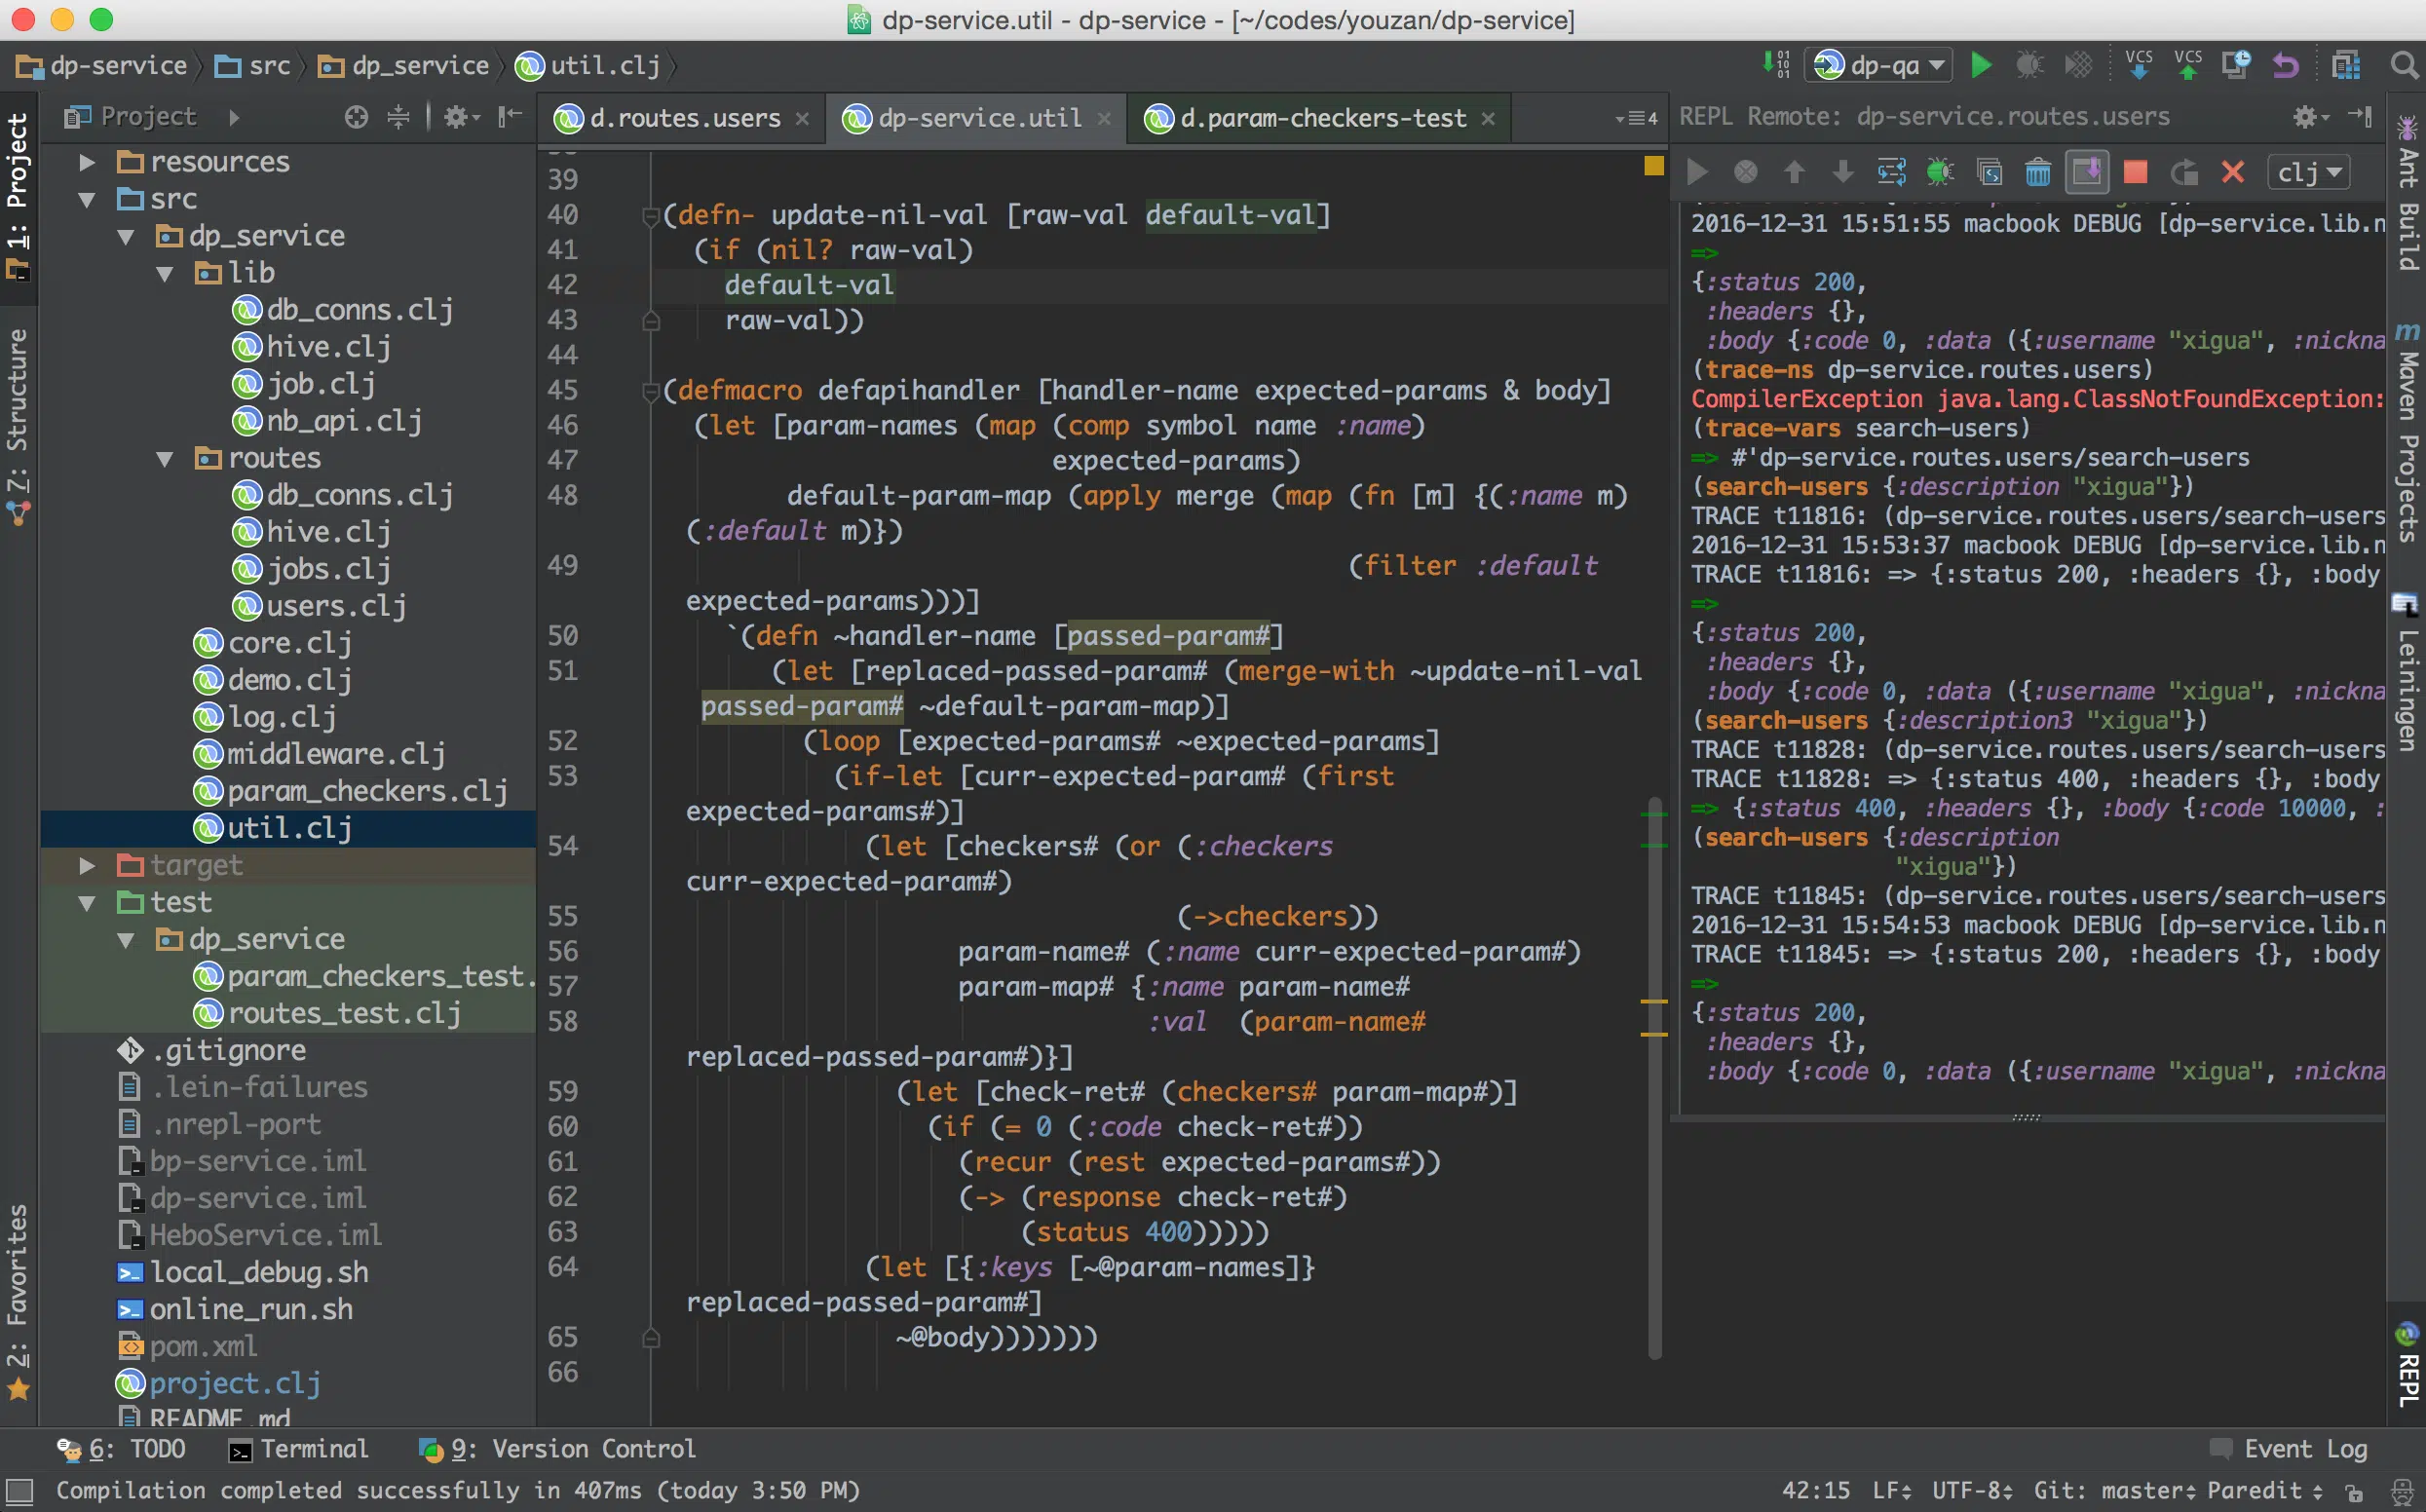 dp-service.util - dp-service - [~/codes/youzan/dp-service]
dp-service src dp_service util.clj
dp-qa VCS VCS
1: Project
7: Structure
2: Favorites
Project
resources
src
dp_service
lib
db_conns.clj
hive.clj
job.clj
nb_api.clj
routes
db_conns.clj
hive.clj
jobs.clj
users.clj
core.clj
demo.clj
log.clj
middleware.clj
param_checkers.clj
util.clj
target
test
dp_service
param_checkers_test.
routes_test.clj
.gitignore
.lein-failures
.nrepl-port
bp-service.iml
dp-service.iml
HeboService.iml
local_debug.sh
online_run.sh
pom.xml
project.clj
README.md
d.routes.users dp-service.util d.param-checkers-test 4
39
40 (defn- update-nil-val [raw-val default-val]
41 (if (nil? raw-val)
42 default-val
43 raw-val))
44
45 (defmacro defapihandler [handler-name expected-params & body]
46 (let [param-names (map (comp symbol name :name)
47 expected-params)
48 default-param-map (apply merge (map (fn [m] {(:name m)
(:default m)})
49 (filter :default
expected-params)))]
50 `(defn ~handler-name [passed-param#]
51 (let [replaced-passed-param# (merge-with ~update-nil-val
passed-param# ~default-param-map)]
52 (loop [expected-params# ~expected-params]
53 (if-let [curr-expected-param# (first
expected-params#)]
54 (let [checkers# (or (:checkers
curr-expected-param#)
55 (->checkers))
56 param-name# (:name curr-expected-param#)
57 param-map# {:name param-name#
58 :val (param-name#
replaced-passed-param#)}]
59 (let [check-ret# (checkers# param-map#)]
60 (if (= 0 (:code check-ret#))
61 (recur (rest expected-params#))
62 (-> (response check-ret#)
63 (status 400)))))
64 (let [{:keys [~@param-names]}
replaced-passed-param#]
65 ~@body)))))))
66
REPL Remote: dp-service.routes.users
clj
2016-12-31 15:51:55 macbook DEBUG [dp-service.lib.n
=>
{:status 200,
:headers {},
:body {:code 0, :data ({:username "xigua", :nickna
(trace-ns dp-service.routes.users)
CompilerException java.lang.ClassNotFoundException:
(trace-vars search-users)
=> #'dp-service.routes.users/search-users
(search-users {:description "xigua"})
TRACE t11816: (dp-service.routes.users/search-users
2016-12-31 15:53:37 macbook DEBUG [dp-service.lib.n
TRACE t11816: => {:status 200, :headers {}, :body
=>
{:status 200,
:headers {},
:body {:code 0, :data ({:username "xigua", :nickna
(search-users {:description3 "xigua"})
TRACE t11828: (dp-service.routes.users/search-users
TRACE t11828: => {:status 400, :headers {}, :body
=> {:status 400, :headers {}, :body {:code 10000, :
(search-users {:description
"xigua"})
TRACE t11845: (dp-service.routes.users/search-users
2016-12-31 15:54:53 macbook DEBUG [dp-service.lib.n
TRACE t11845: => {:status 200, :headers {}, :body
=>
{:status 200,
:headers {},
:body {:code 0, :data ({:username "xigua", :nickna
Ant Build
Maven Projects
Leiningen
REPL
6: TODO Terminal 9: Version Control Event Log
Compilation completed successfully in 407ms (today 3:50 PM) 42:15 LF UTF-8 Git: master Paredit